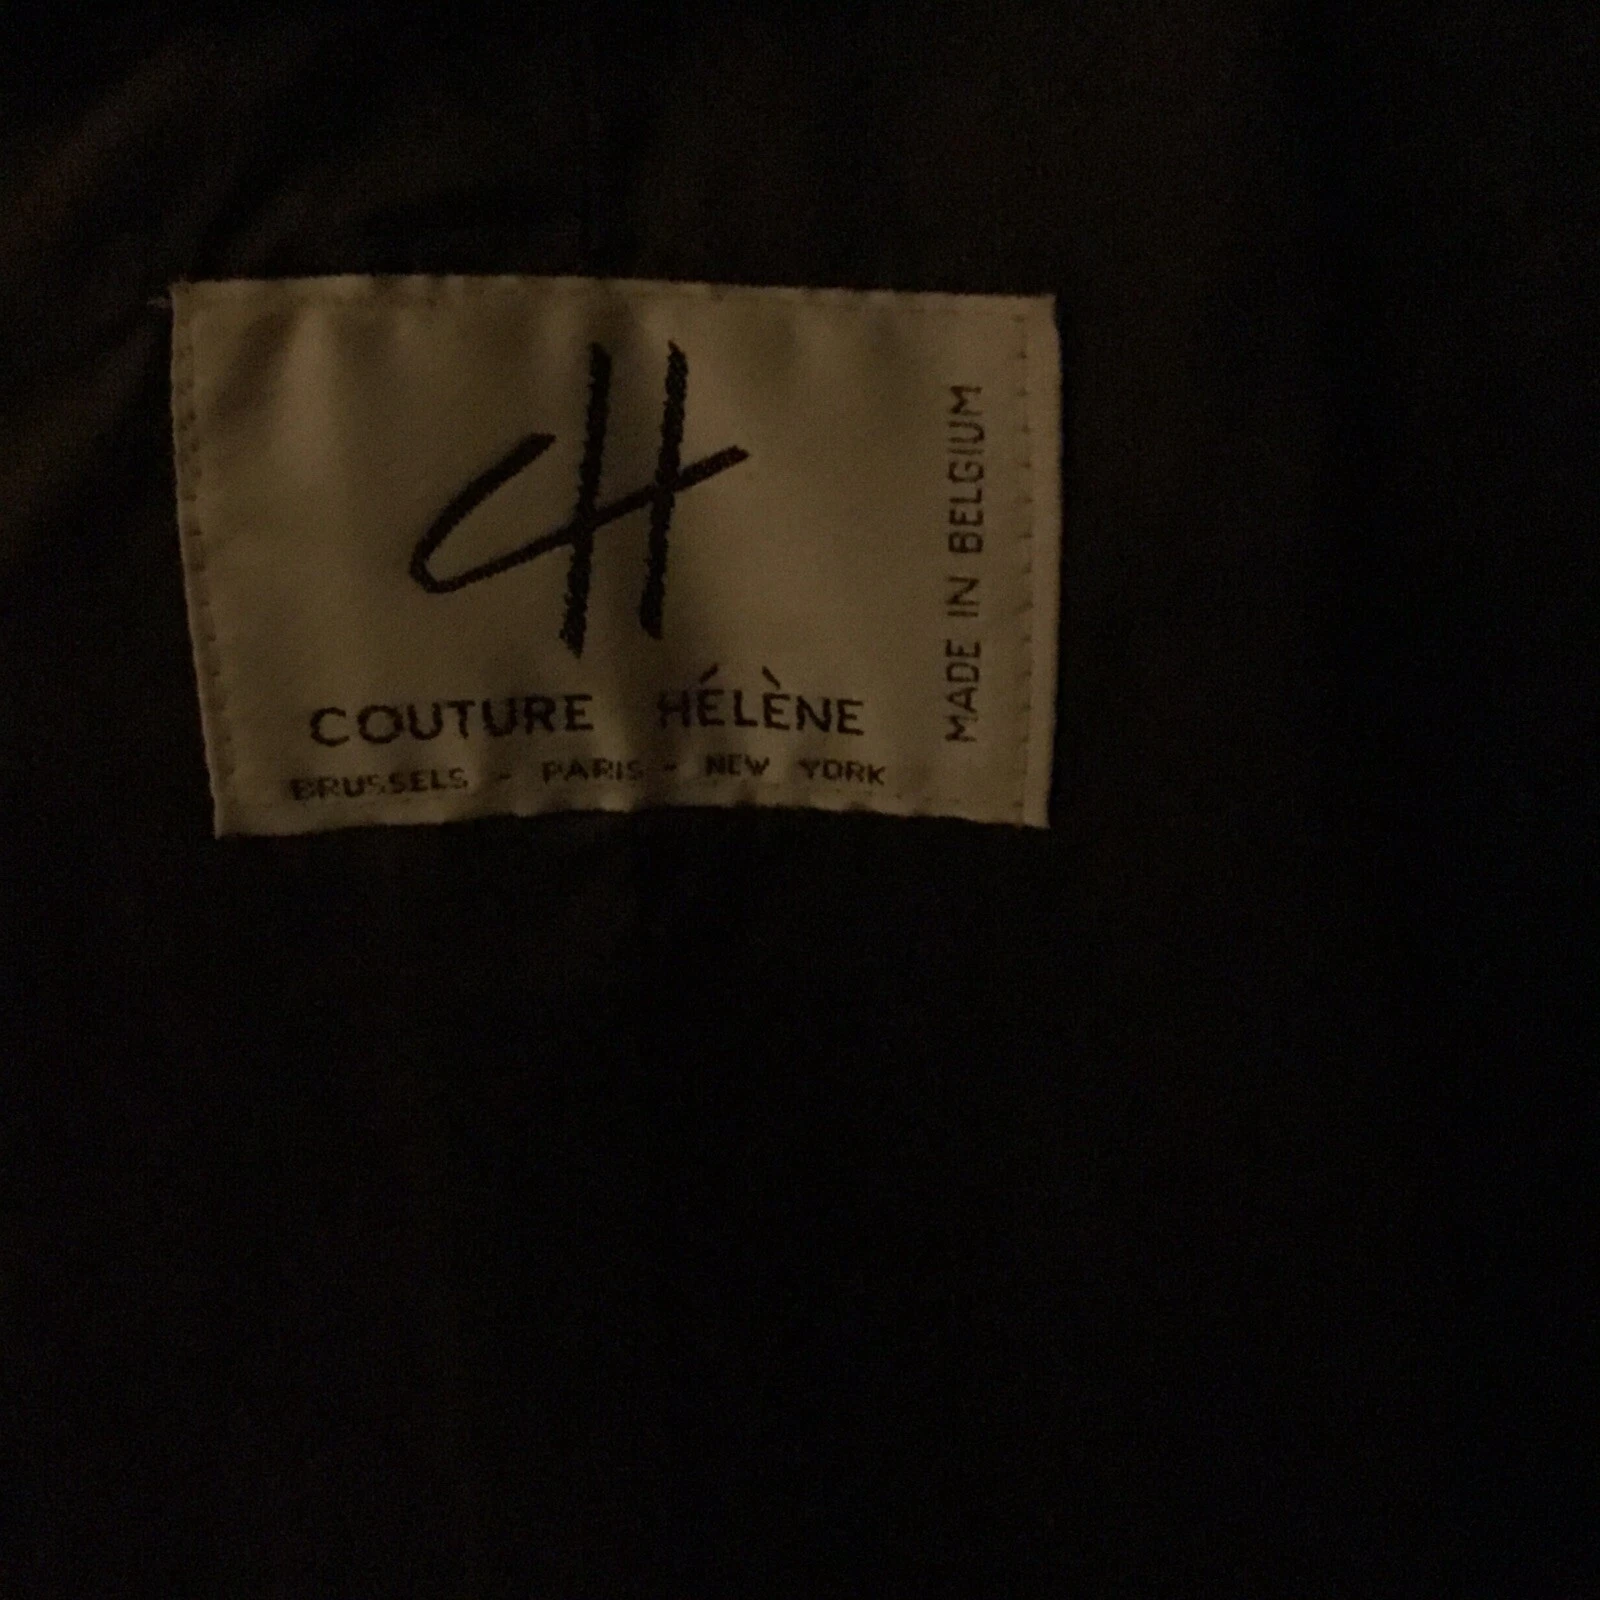 CH
COUTURE HÉLÈNE
BRUSSELS - PARIS - NEW YORK
MADE IN BELGIUM